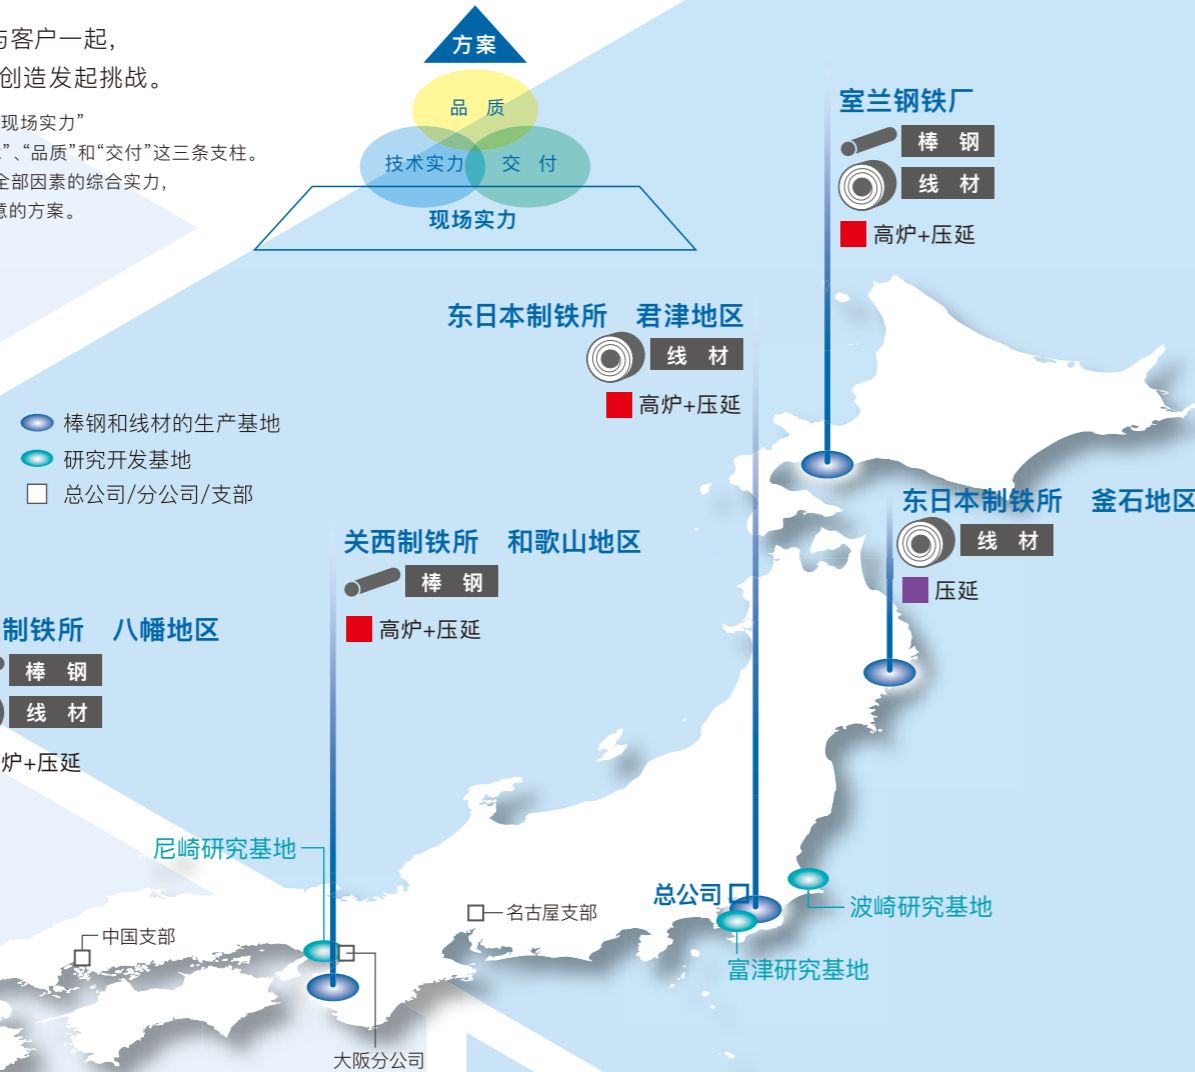 与客户一起,
创造发起挑战。
现场实力”
”、“品质”和“交付”这三条支柱。
全部因素的综合实力,
意的方案。
方案
品 质
技术实力
交 付
现场实力
室兰钢铁厂
棒 钢
线 材
高炉+压延
东日本制铁所 君津地区
线 材
高炉+压延
棒钢和线材的生产基地
研究开发基地
总公司/分公司/支部
东日本制铁所 釜石地区
线 材
压延
关西制铁所 和歌山地区
棒 钢
高炉+压延
制铁所 八幡地区
棒 钢
线 材
炉+压延
尼崎研究基地
总公司
波崎研究基地
名古屋支部
中国支部
富津研究基地
大阪分公司